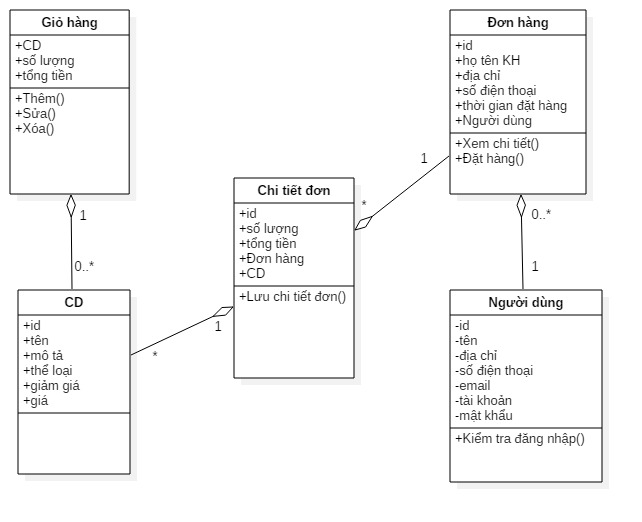 Giỏ hàng
+CD
+số lượng
+tổng tiền
+Thêm()
+Sửa()
+Xóa()
1
0..*
CD
+id
+tên
+mô tả
+thể loại
+giảm giá
+giá
*
1
Chi tiết đơn
+id
+số lượng
+tổng tiền
+Đơn hàng
+CD
+Lưu chi tiết đơn()
*
1
Đơn hàng
+id
+họ tên KH
+địa chỉ
+số điện thoại
+thời gian đặt hàng
+Người dùng
+Xem chi tiết()
+Đặt hàng()
0..*
1
Người dùng
-id
-tên
-địa chỉ
-số điện thoại
-email
-tài khoản
-mật khẩu
+Kiểm tra đăng nhập()